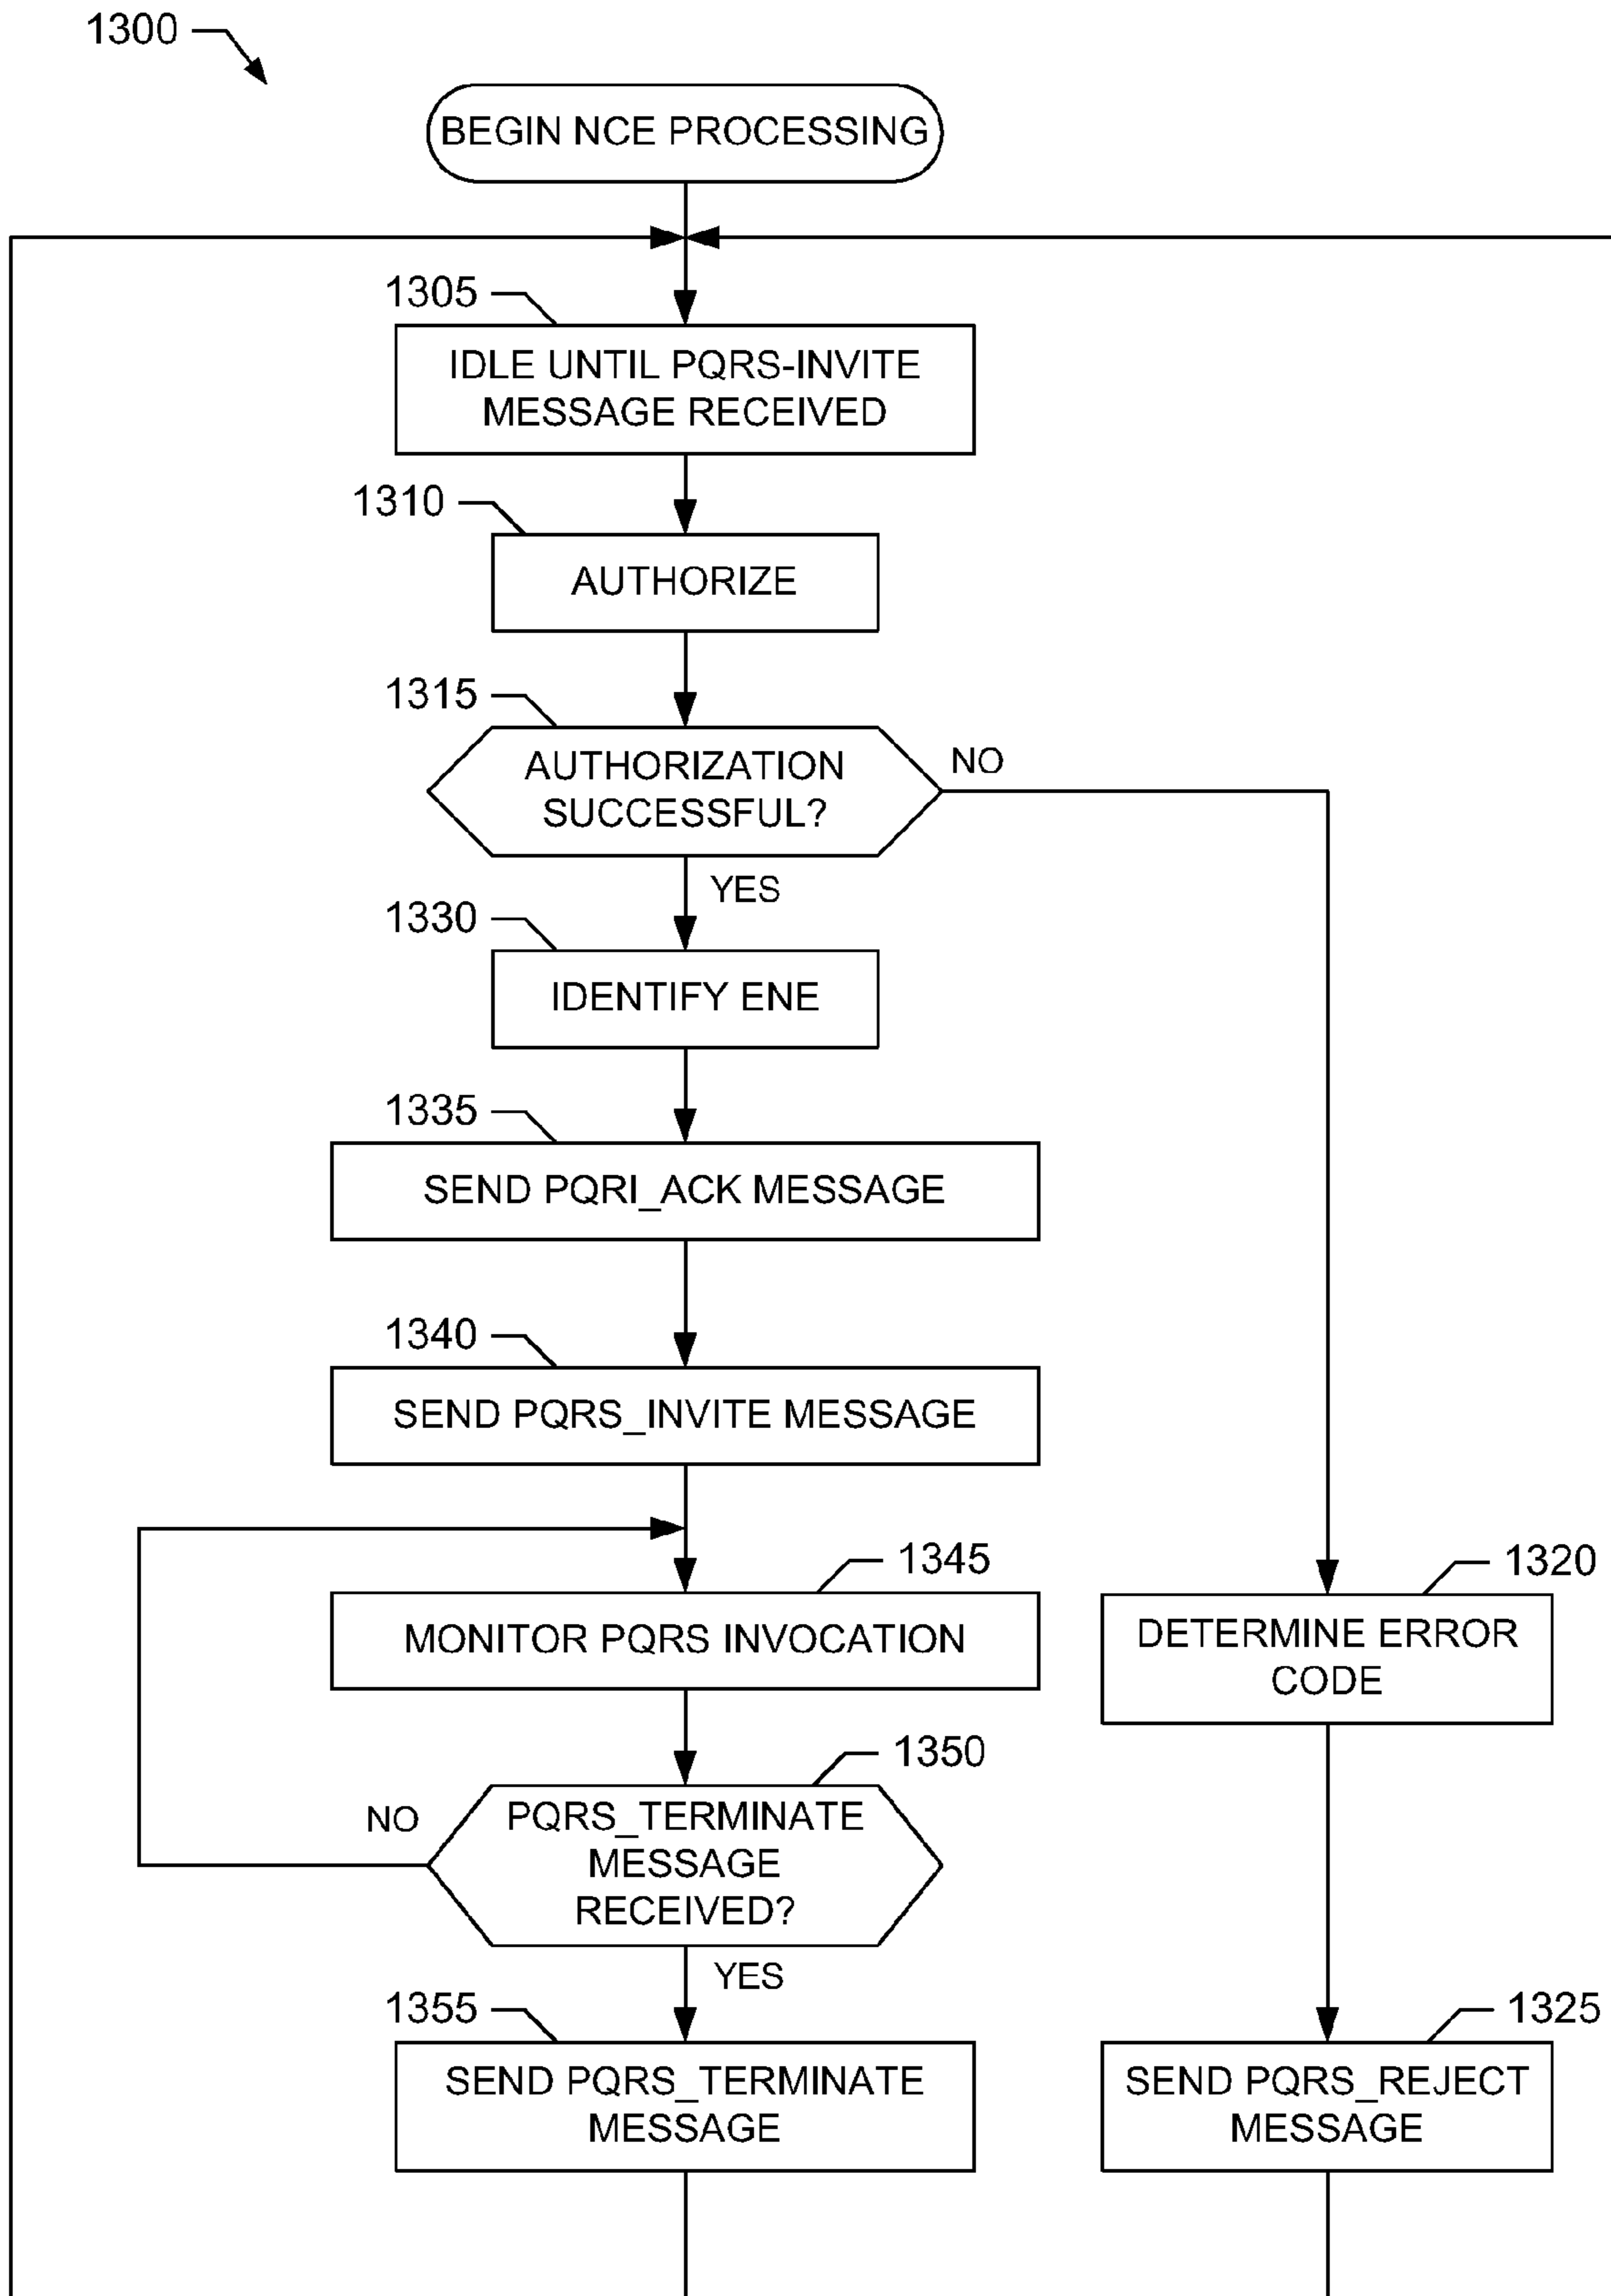 1300
BEGIN NCE PROCESSING
1305
IDLE UNTIL PQRS-INVITE
MESSAGE RECEIVED
1310
AUTHORIZE
1315
AUTHORIZATION
SUCCESSFUL?
NO
YES
1330
IDENTIFY ENE
1335
SEND PQRI_ACK MESSAGE
1340
SEND PQRS_INVITE MESSAGE
1345
MONITOR PQRS INVOCATION
1320
DETERMINE ERROR
CODE
1350
PQRS_TERMINATE
MESSAGE
RECEIVED?
NO
YES
1355
SEND PQRS_TERMINATE
MESSAGE
1325
SEND PQRS_REJECT
MESSAGE